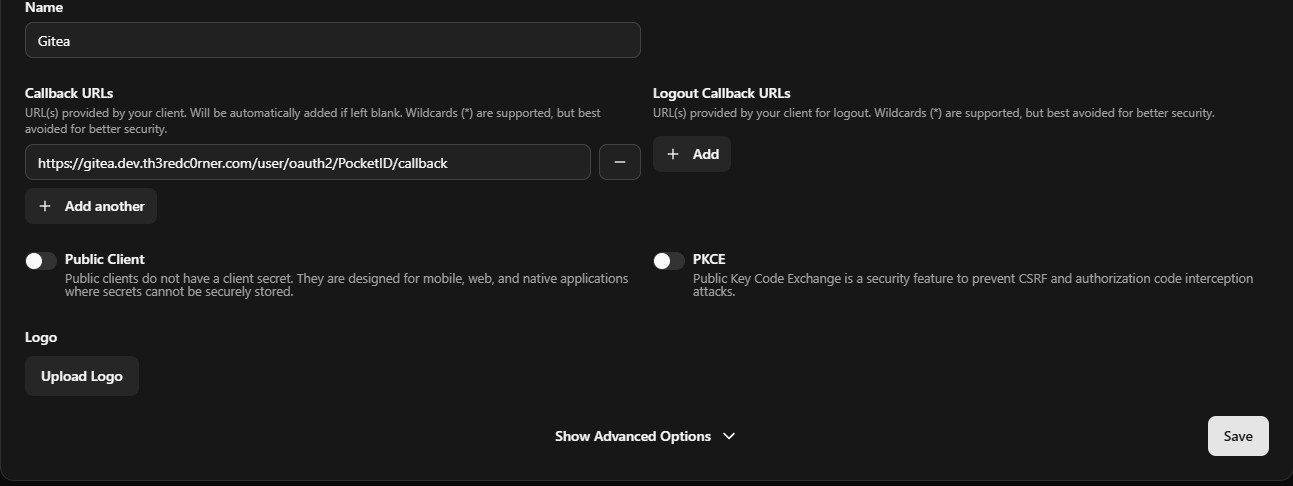 Name
Gitea
Callback URLs
URL(s) provided by your client. Will be automatically added if left blank. Wildcards (*) are supported, but best
avoided for better security.
https://gitea.dev.th3redc0rner.com/user/oauth2/PocketID/callback
Add another
Logout Callback URLs
URL(s) provided by your client for logout. Wildcards (*) are supported, but best avoided for better security.
Add
Public Client
Public clients do not have a client secret. They are designed for mobile, web, and native applications
where secrets cannot be securely stored.
PKCE
Public Key Code Exchange is a security feature to prevent CSRF and authorization code interception
attacks.
Logo
Upload Logo
Show Advanced Options
Save